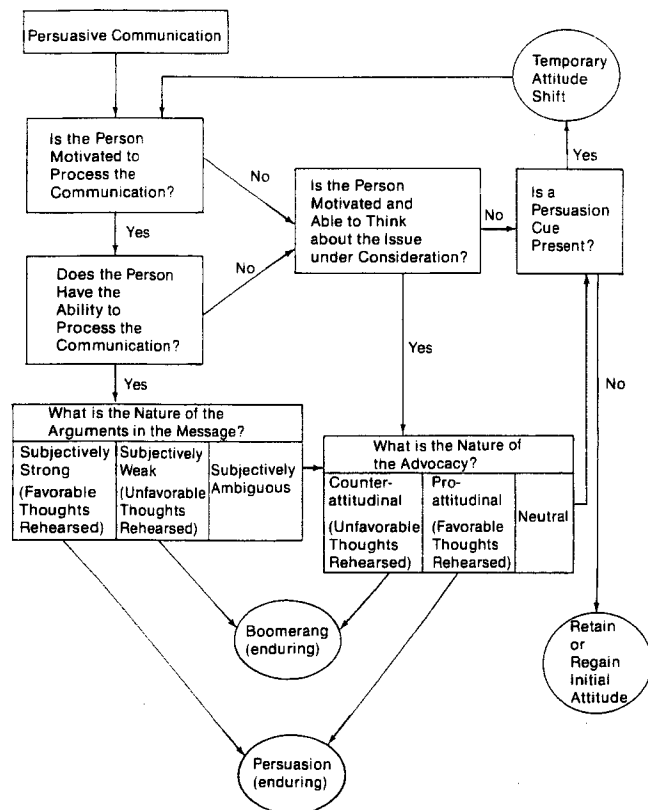 Persuasive Communication
Temporary
Attitude
Shift
Is the Person
Motivated to
Process the
Communication?
No
Is the Person
Motivated and
Able to Think
about the Issue
under Consideration?
No
Yes
Is a
Persuasion
Cue
Present?
Yes
Does the Person
Have the
Ability to
Process the
Communication?
No
Yes
Yes
No
What is the Nature of the
Arguments in the Message?
Subjectively
Strong
(Favorable
Thoughts
Rehearsed)
Subjectively
Weak
(Unfavorable
Thoughts
Rehearsed)
Subjectively
Ambiguous
What is the Nature of
the Advocacy?
Counter-
attitudinal
(Unfavorable
Thoughts
Rehearsed)
Pro-
attitudinal
(Favorable
Thoughts
Rehearsed)
Neutral
Boomerang
(enduring)
Retain
or
Regain
Initial
Attitude
Persuasion
(enduring)